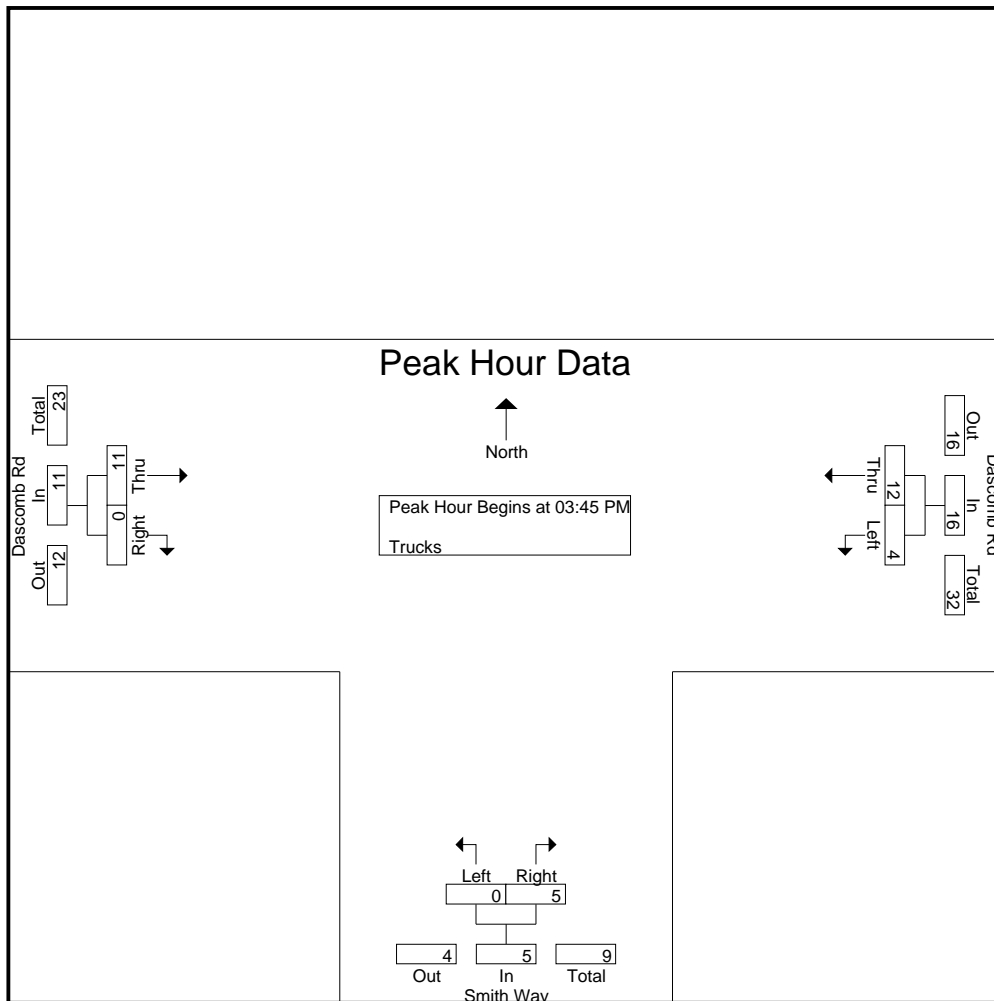 Peak Hour Data
North
Peak Hour Begins at 03:45 PM
Trucks
Dascomb Rd
Total
23
In
11
Out
12
11
Thru
0
Right
Dascomb Rd
Out
16
In
16
Total
32
Thru
12
Left
4
Left Right
0 5
4 5 9
Out In Total
Smith Way